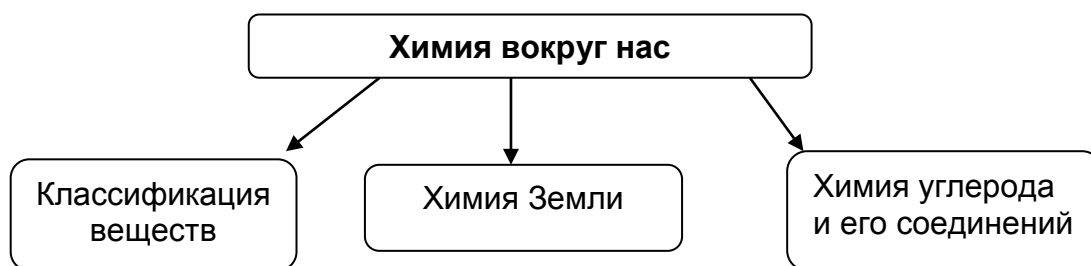 Химия вокруг нас
Классификация
веществ
Химия Земли
Химия углерода
и его соединений